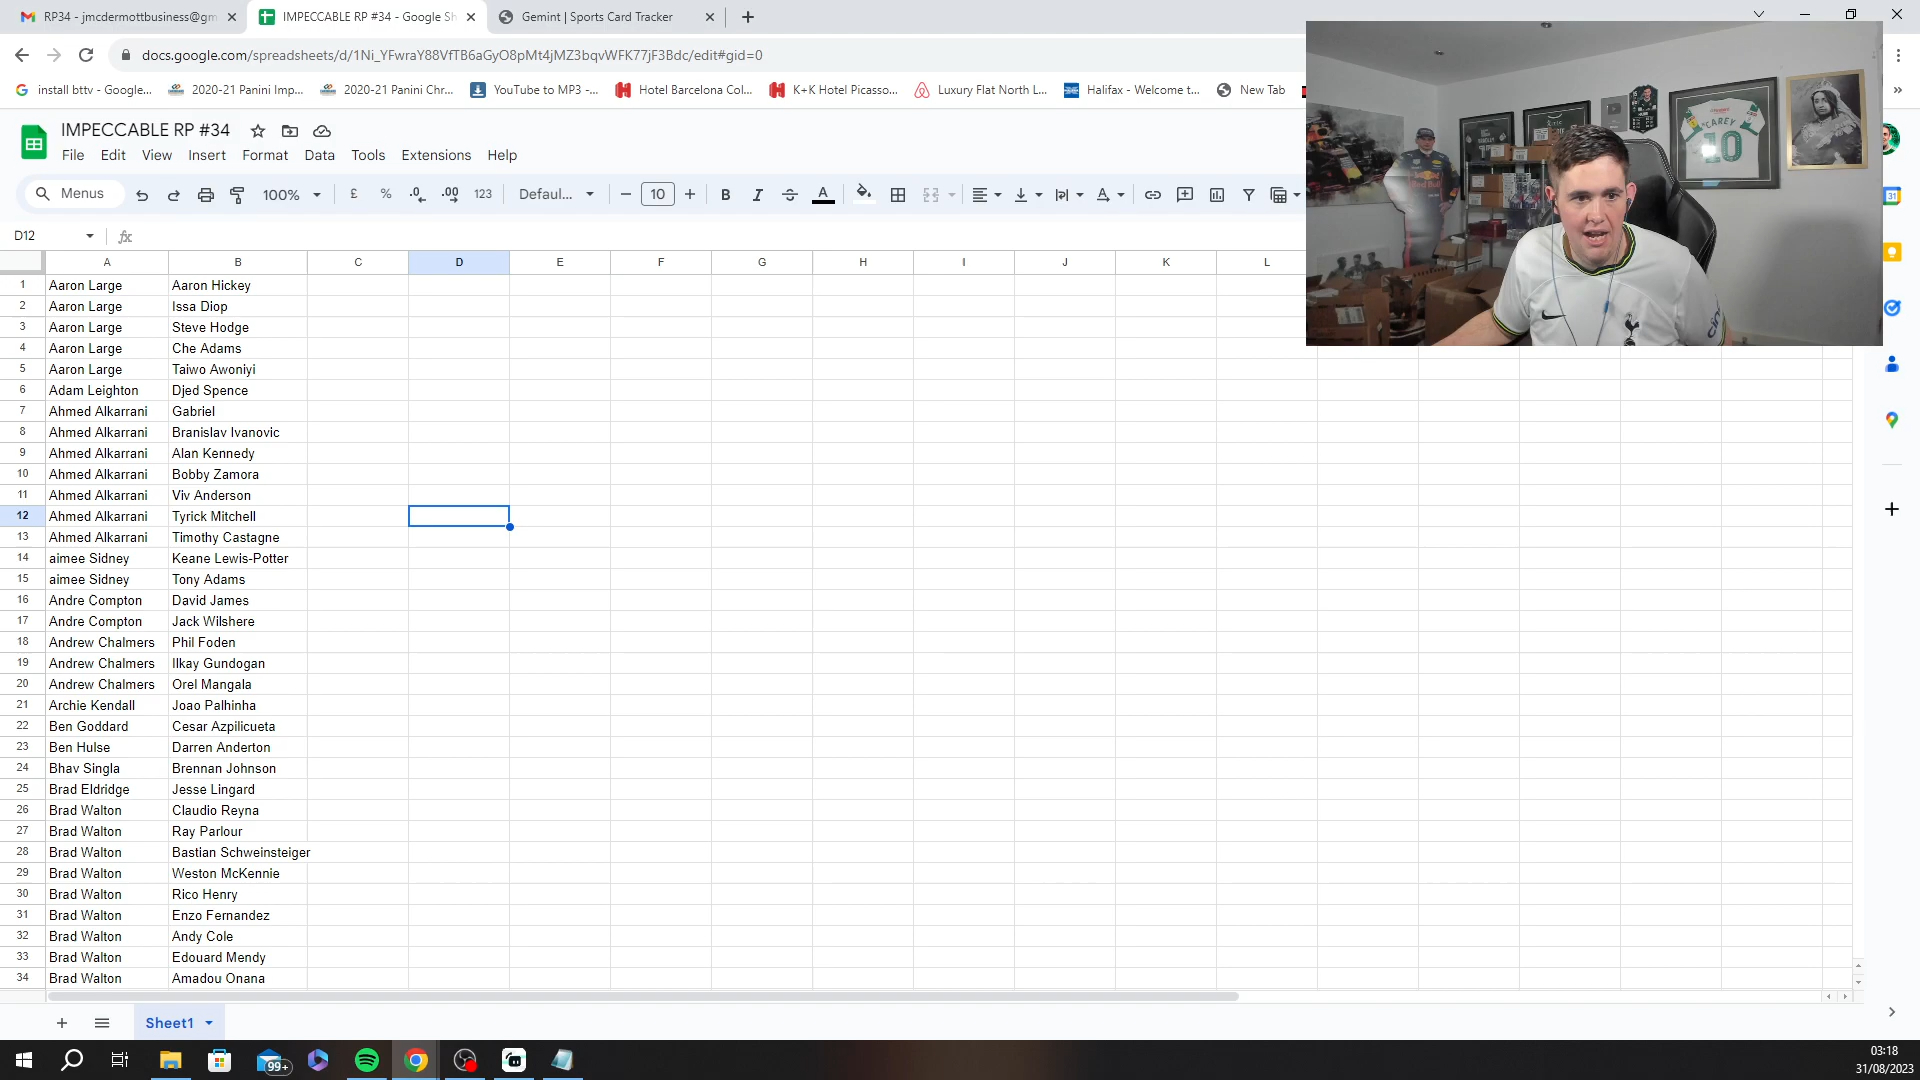 RP34 - jmcdermottbusiness@gm
IMPECCABLE RP #34 - Google Sh
Gemint | Sports Card Tracker
docs.google.com/spreadsheets/d/1Ni_YFwraY88VfTB6aGyO8pMt4jMZ3bqvWFK77jF3Bdc/edit#gid=0
install bttv - Google...
2020-21 Panini Imp...
2020-21 Panini Chr...
YouTube to MP3 -...
Hotel Barcelona Col...
K+K Hotel Picasso...
Luxury Flat North L...
Halifax - Welcome t...
New Tab
IMPECCABLE RP #34
File Edit View Insert Format Data Tools Extensions Help
Menus 100% £ % .0 .00 123 Defaul... 10 B I A
D12
A B C D E F G H I J K L
1 Aaron Large Aaron Hickey
2 Aaron Large Issa Diop
3 Aaron Large Steve Hodge
4 Aaron Large Che Adams
5 Aaron Large Taiwo Awoniyi
6 Adam Leighton Djed Spence
7 Ahmed Alkarrani Gabriel
8 Ahmed Alkarrani Branislav Ivanovic
9 Ahmed Alkarrani Alan Kennedy
10 Ahmed Alkarrani Bobby Zamora
11 Ahmed Alkarrani Viv Anderson
12 Ahmed Alkarrani Tyrick Mitchell
13 Ahmed Alkarrani Timothy Castagne
14 aimee Sidney Keane Lewis-Potter
15 aimee Sidney Tony Adams
16 Andre Compton David James
17 Andre Compton Jack Wilshere
18 Andrew Chalmers Phil Foden
19 Andrew Chalmers Ilkay Gundogan
20 Andrew Chalmers Orel Mangala
21 Archie Kendall Joao Palhinha
22 Ben Goddard Cesar Azpilicueta
23 Ben Hulse Darren Anderton
24 Bhav Singla Brennan Johnson
25 Brad Eldridge Jesse Lingard
26 Brad Walton Claudio Reyna
27 Brad Walton Ray Parlour
28 Brad Walton Bastian Schweinsteiger
29 Brad Walton Weston McKennie
30 Brad Walton Rico Henry
31 Brad Walton Enzo Fernandez
32 Brad Walton Andy Cole
33 Brad Walton Edouard Mendy
34 Brad Walton Amadou Onana
Sheet1
CAREY
10
31
99+
03:18
31/08/2023